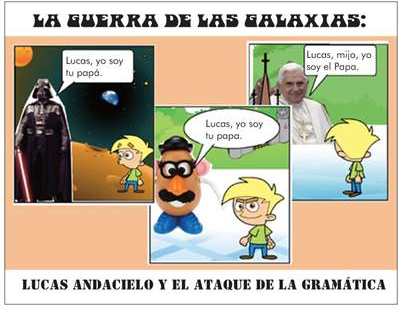 LA GUERRA DE LAS GALAXIAS:
Lucas, yo soy
tu papá.
Lucas, yo soy
tu papa.
Lucas, mijo, yo
soy el Papa.
LUCAS ANDACIELO Y EL ATAQUE DE LA GRAMÁTICA